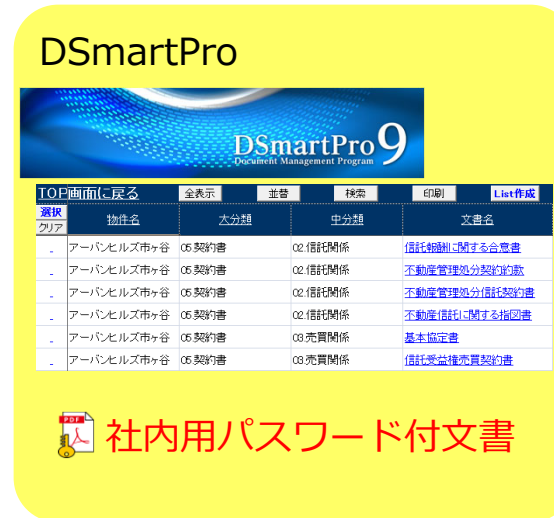 DSmartPro
DSmartPro9
Document Management Program
TOP画面に戻る 全表示 並替 検索 印刷 List作成
選択 クリア 物件名 大分類 中分類 文書名
アーバンヒルズ市ヶ谷 05.契約書 02.信託関係 信託報酬に関する合意書
アーバンヒルズ市ヶ谷 05.契約書 02.信託関係 不動産管理処分契約約款
アーバンヒルズ市ヶ谷 05.契約書 02.信託関係 不動産管理処分信託契約書
アーバンヒルズ市ヶ谷 05.契約書 02.信託関係 不動産信託に関する指図書
アーバンヒルズ市ヶ谷 05.契約書 03.売買関係 基本協定書
アーバンヒルズ市ヶ谷 05.契約書 03.売買関係 信託受益権売買契約書
PDF 社内用パスワード付文書